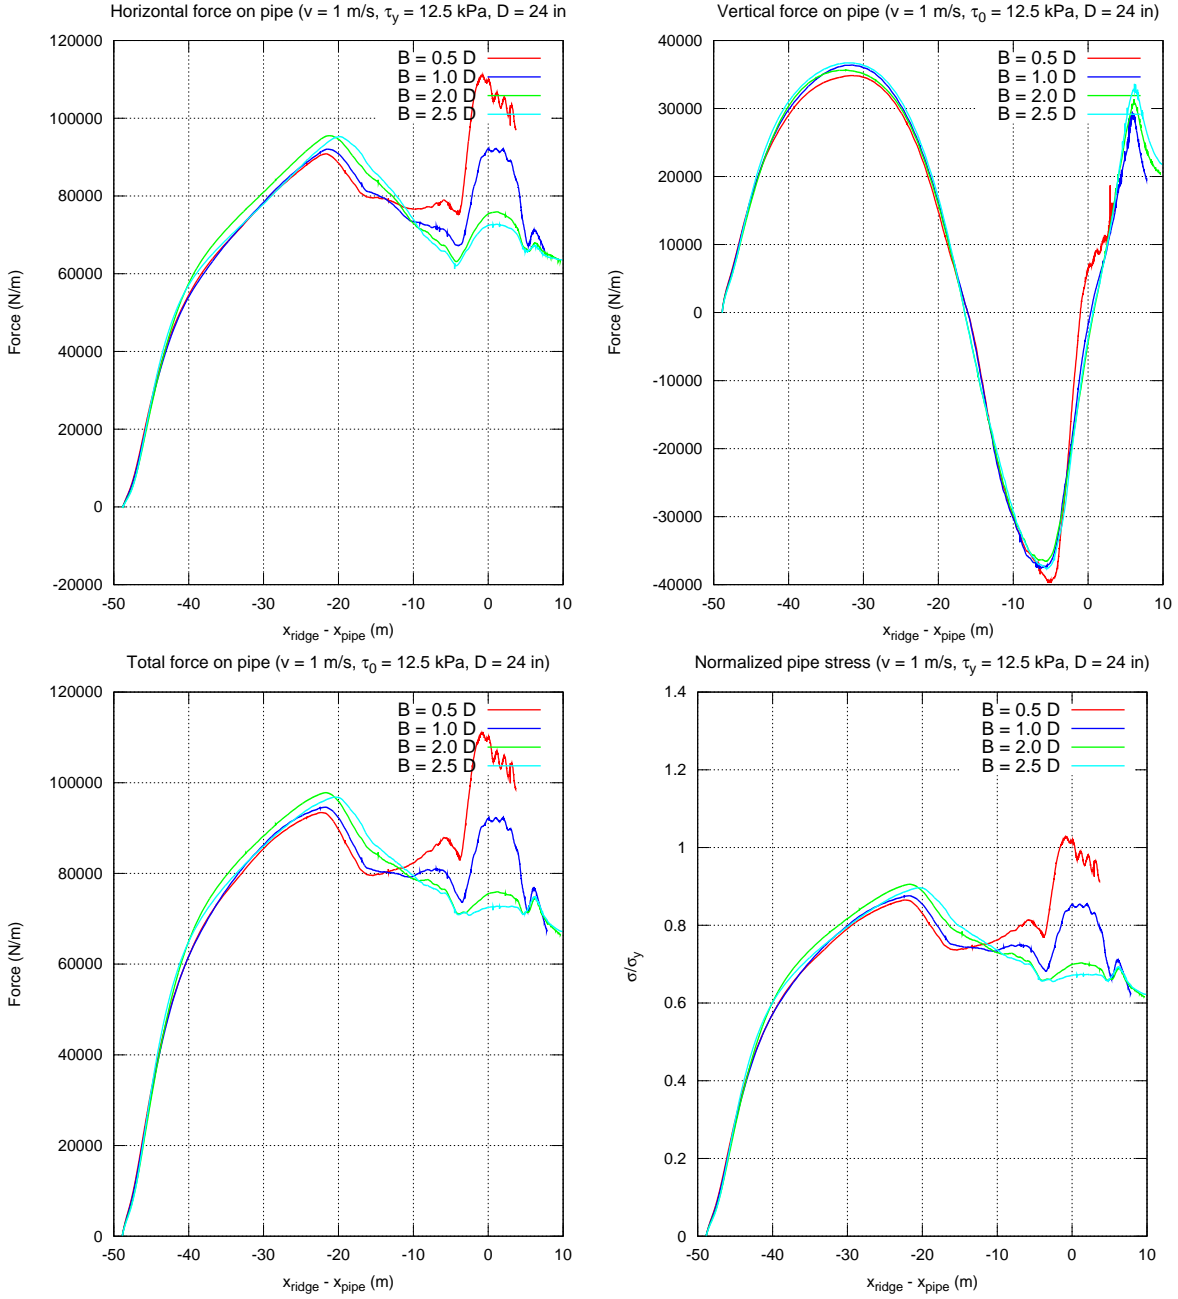 Horizontal force on pipe (v = 1 m/s, τy = 12.5 kPa, D = 24 in
120000
100000
80000
60000
40000
20000
0
-20000
Force (N/m)
B = 0.5 D
B = 1.0 D
B = 2.0 D
B = 2.5 D
-50 -40 -30 -20 -10 0 10
xridge - xpipe (m)
Vertical force on pipe (v = 1 m/s, τ0 = 12.5 kPa, D = 24 in)
40000
30000
20000
10000
0
-10000
-20000
-30000
-40000
Force (N/m)
B = 0.5 D
B = 1.0 D
B = 2.0 D
B = 2.5 D
-50 -40 -30 -20 -10 0 10
xridge - xpipe (m)
Total force on pipe (v = 1 m/s, τ0 = 12.5 kPa, D = 24 in)
120000
100000
80000
60000
40000
20000
0
Force (N/m)
B = 0.5 D
B = 1.0 D
B = 2.0 D
B = 2.5 D
-50 -40 -30 -20 -10 0 10
xridge - xpipe (m)
Normalized pipe stress (v = 1 m/s, τy = 12.5 kPa, D = 24 in)
1.4
1.2
1
0.8
0.6
0.4
0.2
0
σ/σy
B = 0.5 D
B = 1.0 D
B = 2.0 D
B = 2.5 D
-50 -40 -30 -20 -10 0 10
xridge - xpipe (m)